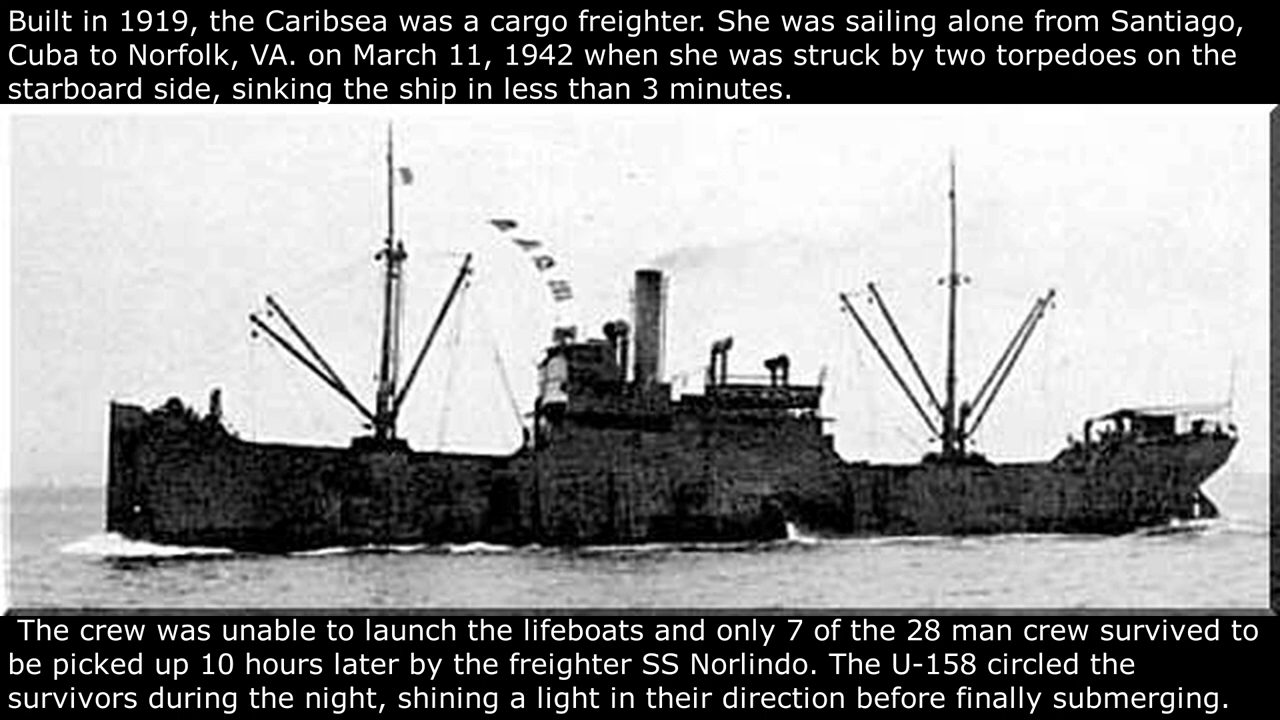 Built in 1919, the Caribsea was a cargo freighter. She was sailing alone from Santiago,
Cuba to Norfolk, VA. on March 11, 1942 when she was struck by two torpedoes on the
starboard side, sinking the ship in less than 3 minutes.
The crew was unable to launch the lifeboats and only 7 of the 28 man crew survived to
be picked up 10 hours later by the freighter SS Norlindo. The U-158 circled the
survivors during the night, shining a light in their direction before finally submerging.